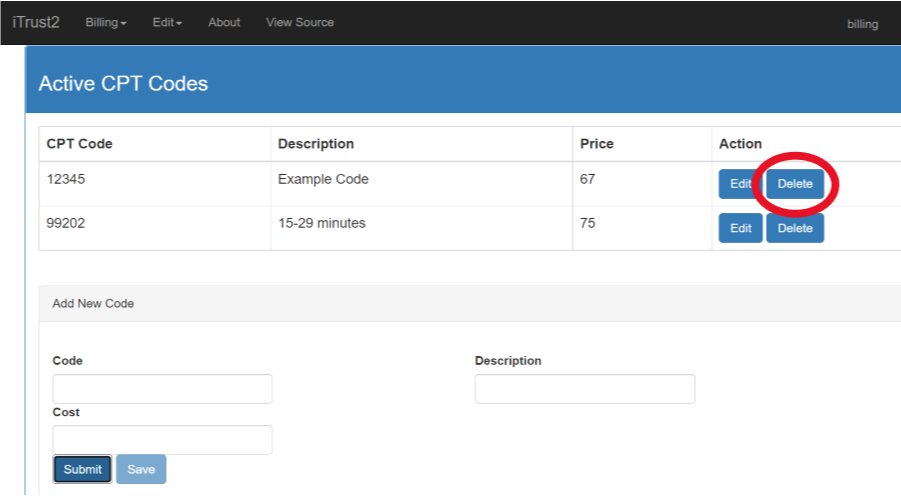 iTrust2 Billing Edit About View Source billing
Active CPT Codes
CPT Code Description Price Action
12345 Example Code 67 Edit Delete
99202 15-29 minutes 75 Edit Delete
Add New Code
Code Description
Cost
Submit Save